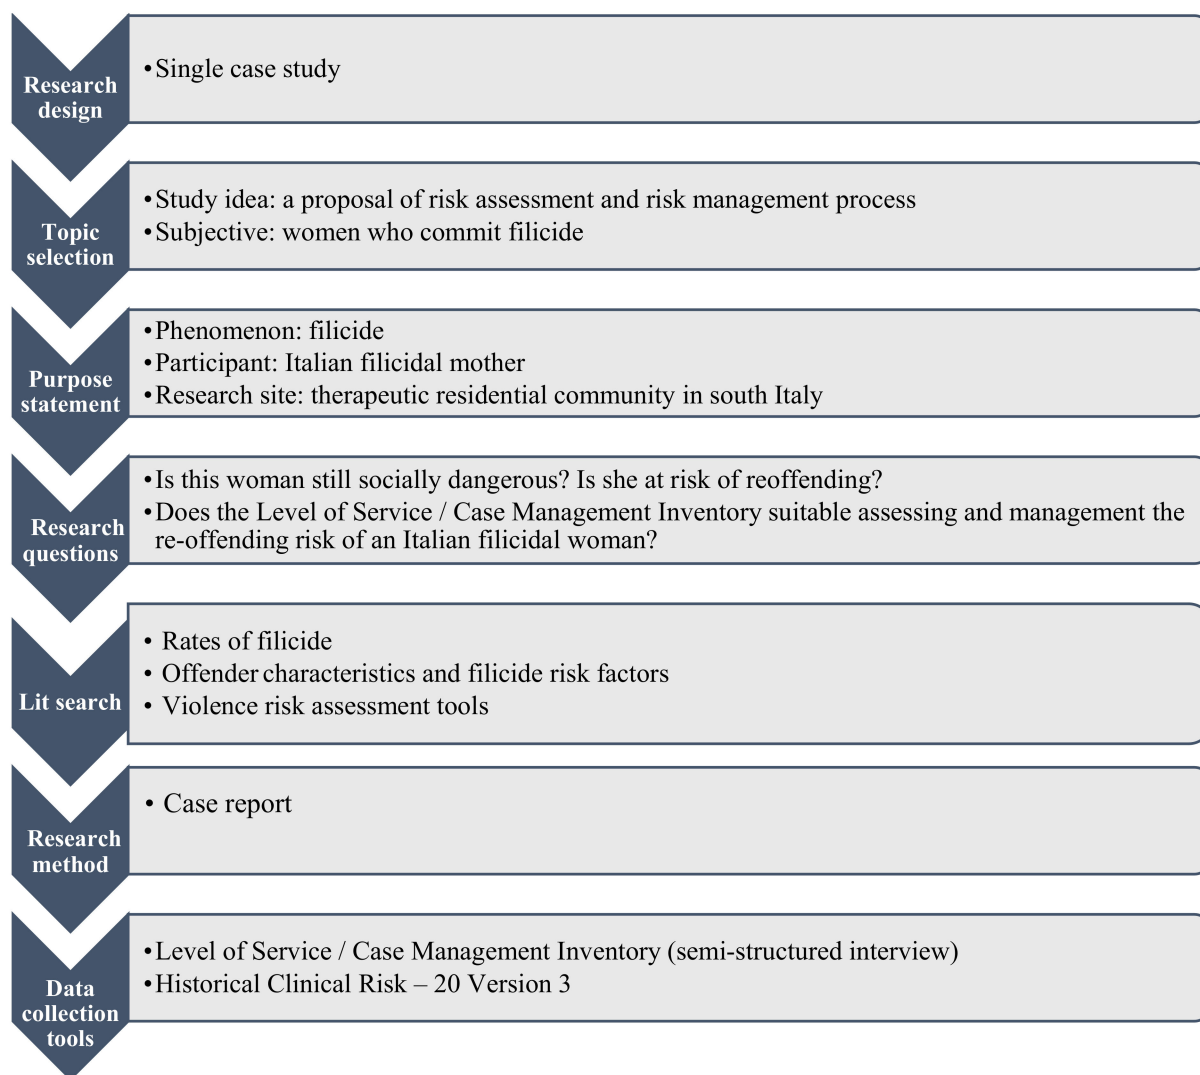 Research
design
•Single case study
Topic
selection
•Study idea: a proposal of risk assessment and risk management process
•Subjective: women who commit filicide
Purpose
statement
•Phenomenon: filicide
•Participant: Italian filicidal mother
•Research site: therapeutic residential community in south Italy
Research
questions
•Is this woman still socially dangerous? Is she at risk of reoffending?
•Does the Level of Service / Case Management Inventory suitable assessing and management the
re-offending risk of an Italian filicidal woman?
Lit search
• Rates of filicide
• Offender characteristics and filicide risk factors
• Violence risk assessment tools
Research
method
• Case report
Data
collection
tools
•Level of Service / Case Management Inventory (semi-structured interview)
•Historical Clinical Risk – 20 Version 3